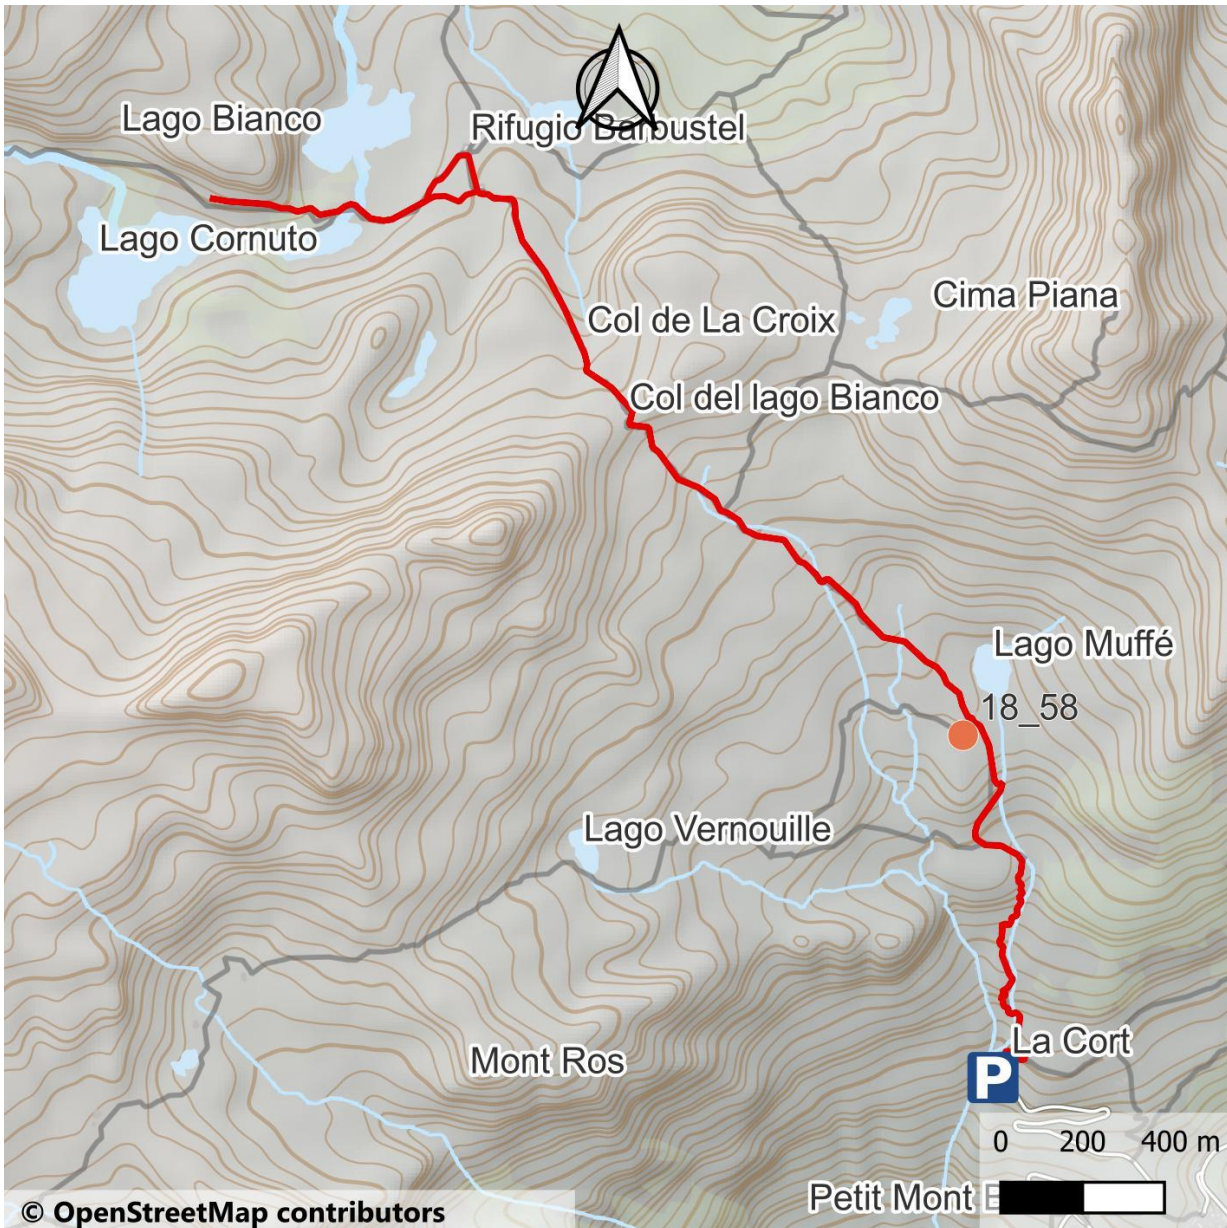 Lago Bianco
Rifugio Barbustel
Lago Cornuto
Cima Piana
Col de La Croix
Col del lago Bianco
Lago Muffé
18_58
Lago Vernouille
La Cort
Mont Ros
P
0 200 400 m
Petit Mont
© OpenStreetMap contributors